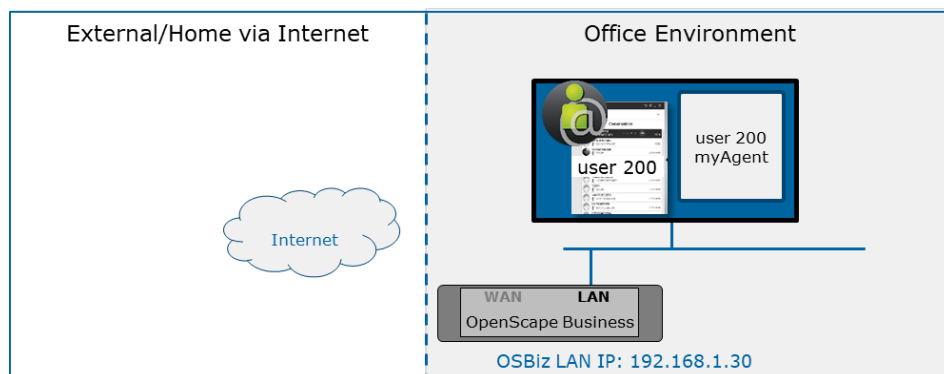 External/Home via Internet
Office Environment
@
user 200
user 200
myAgent
Internet
WAN LAN
OpenScape Business
OSBiz LAN IP: 192.168.1.30